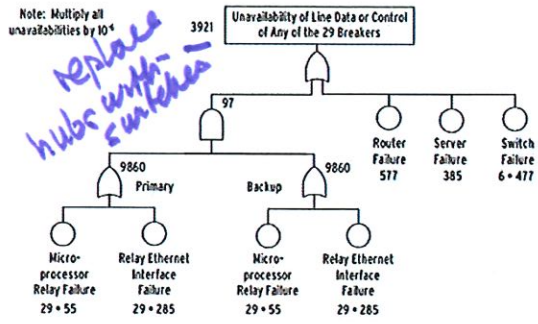 Note: Multiply all
unavailabilities by 10⁻⁶
replace
hubs with
switches
3921
Unavailability of Line Data or Control
of Any of the 29 Breakers
97
Router
Failure
577
Server
Failure
385
Switch
Failure
6 • 477
9860
Primary
Backup
9860
Micro-
processor
Relay Failure
29 • 55
Relay Ethernet
Interface
Failure
29 • 285
Micro-
processor
Relay Failure
29 • 55
Relay Ethernet
Interface
Failure
29 • 285